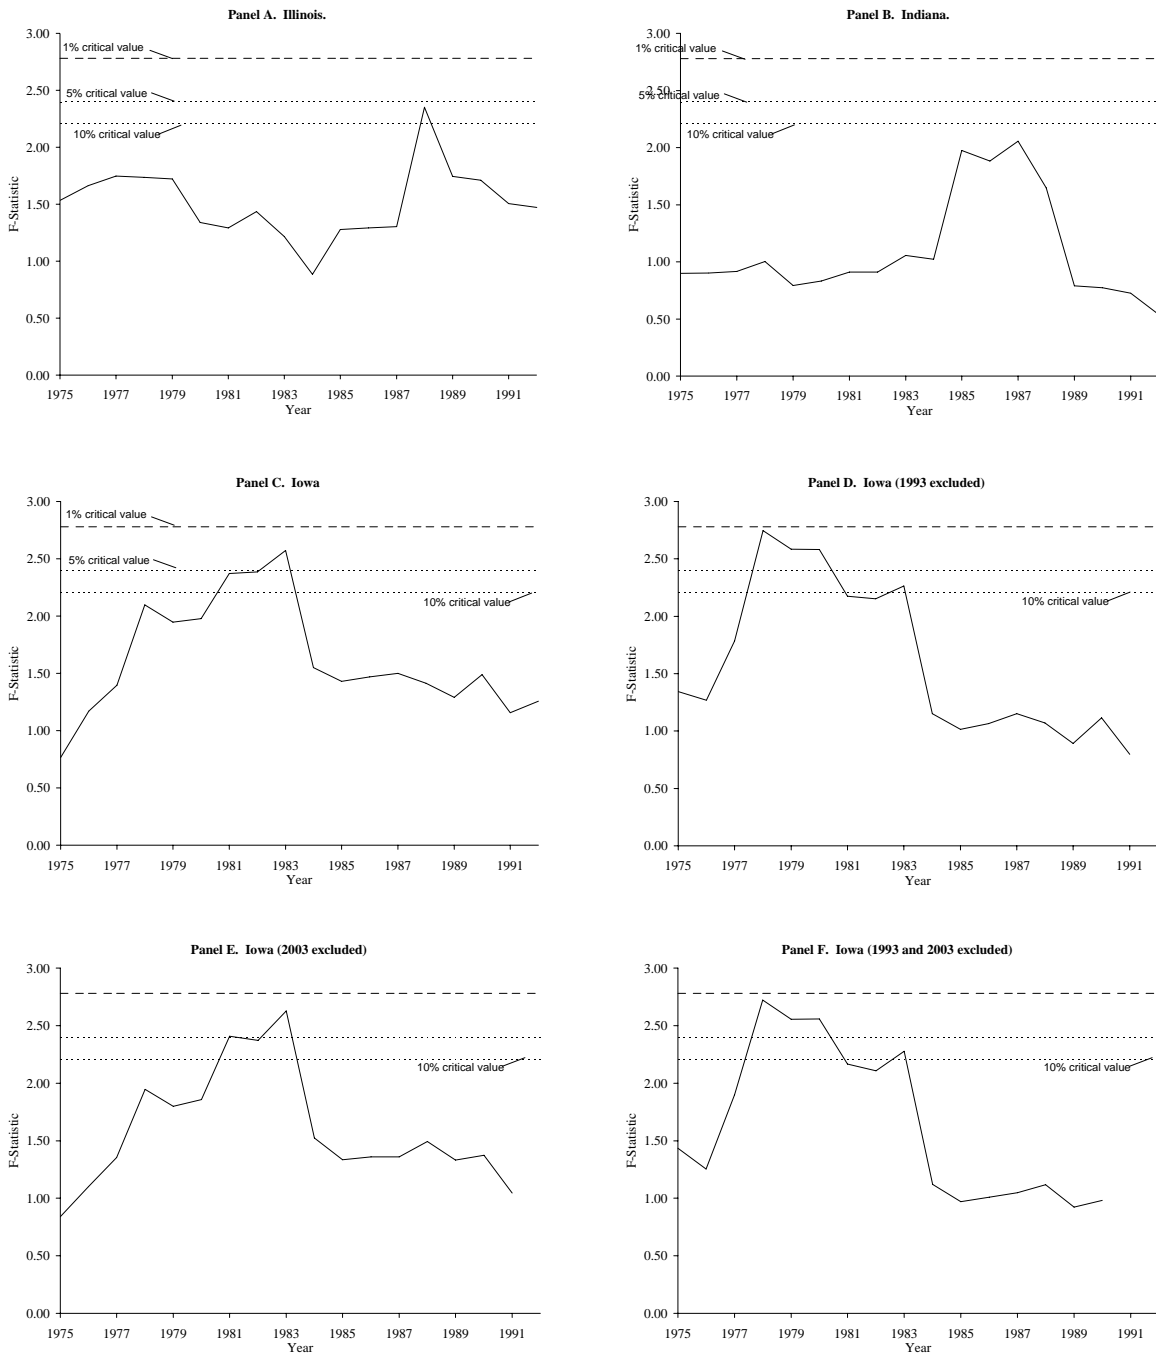 Panel A.  Illinois.
3.00
1% critical value
5% critical value
10% critical value
2.50
2.00
1.50
1.00
0.50
0.00
F-Statistic
1975 1977 1979 1981 1983 1985 1987 1989 1991
Year
Panel B.  Indiana.
3.00
1% critical value
2.50
5% critical value
10% critical value
2.00
1.50
1.00
0.50
0.00
F-Statistic
1975 1977 1979 1981 1983 1985 1987 1989 1991
Year
Panel C.  Iowa
3.00
1% critical value
2.50
5% critical value
10% critical value
2.00
1.50
1.00
0.50
0.00
F-Statistic
1975 1977 1979 1981 1983 1985 1987 1989 1991
Year
Panel D.  Iowa (1993 excluded)
3.00
2.50
10% critical value
2.00
1.50
1.00
0.50
0.00
F-Statistic
1975 1977 1979 1981 1983 1985 1987 1989 1991
Year
Panel E.  Iowa (2003 excluded)
3.00
2.50
10% critical value
2.00
1.50
1.00
0.50
0.00
F-Statistic
1975 1977 1979 1981 1983 1985 1987 1989 1991
Year
Panel F.  Iowa (1993 and 2003 excluded)
3.00
2.50
10% critical value
2.00
1.50
1.00
0.50
0.00
F-Statistic
1975 1977 1979 1981 1983 1985 1987 1989 1991
Year